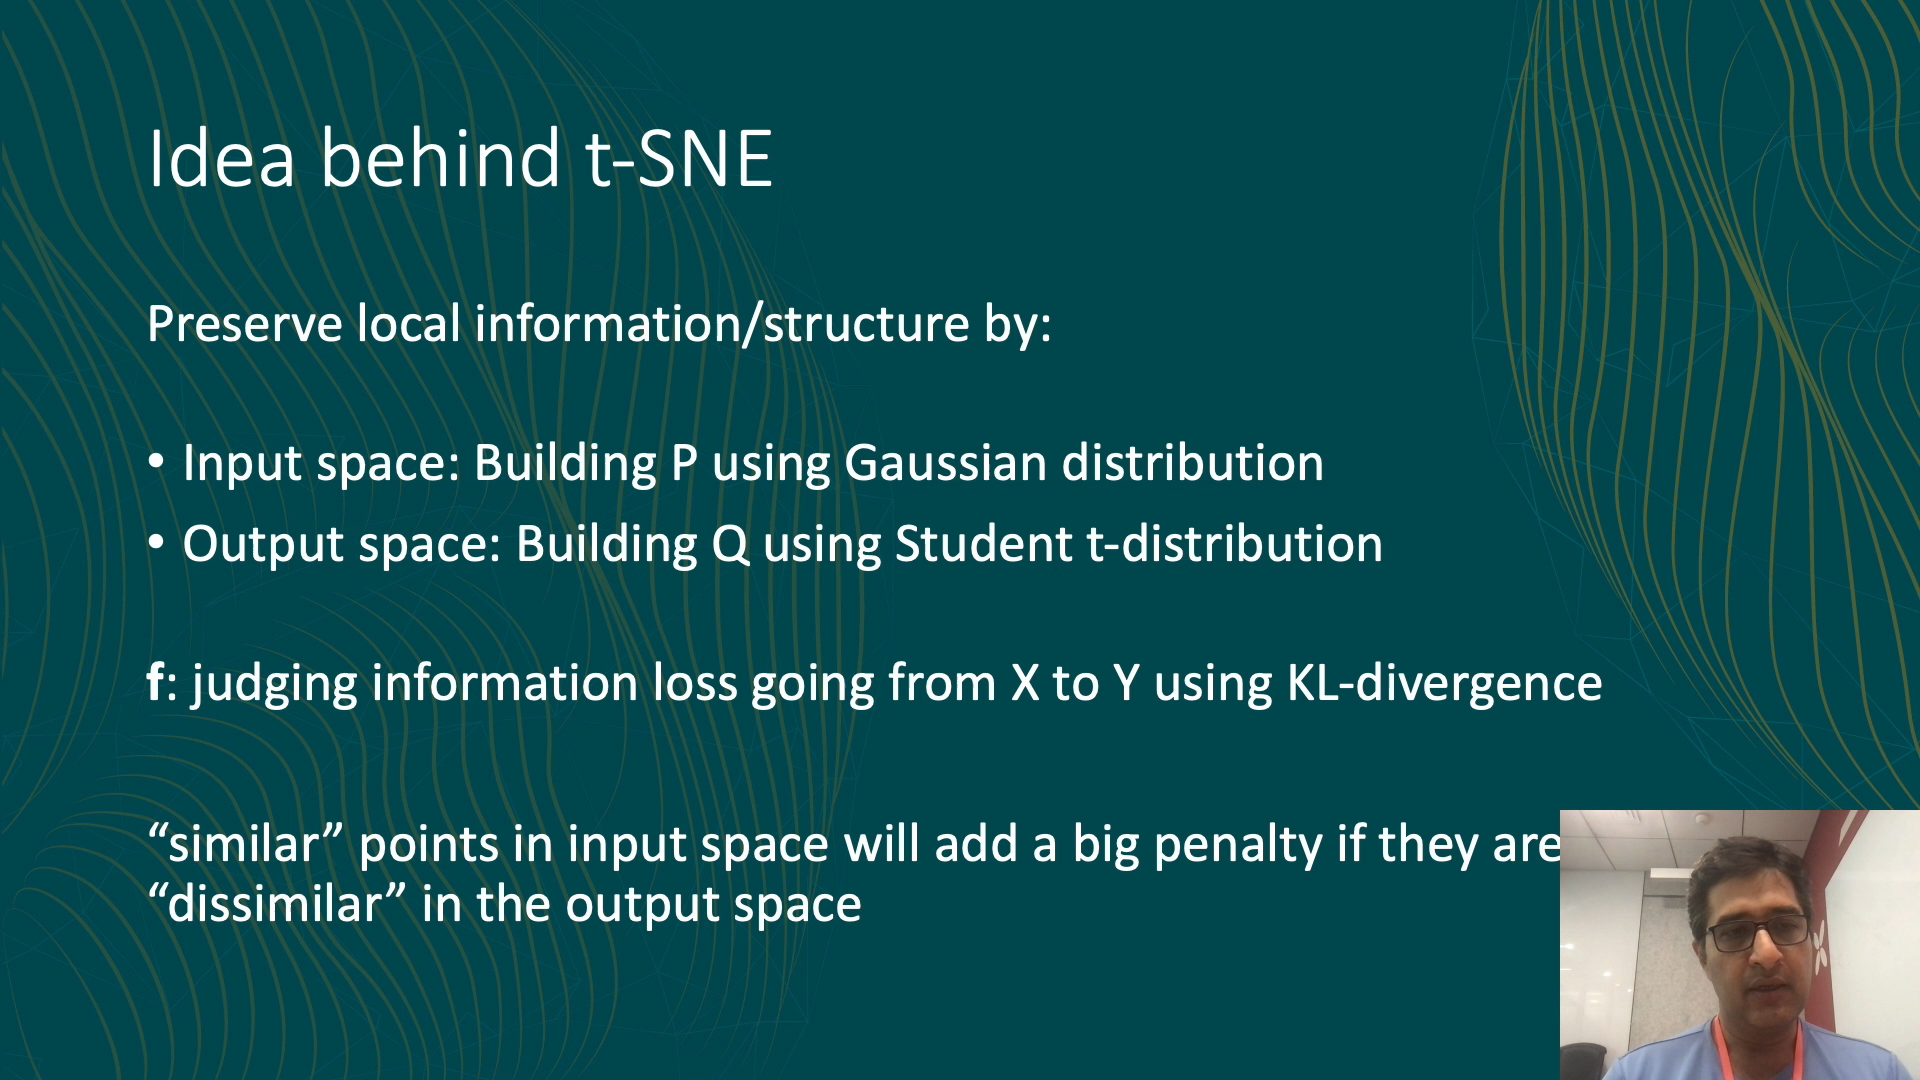 Idea behind t-SNE
Preserve local information/structure by:
• Input space: Building P using Gaussian distribution
• Output space: Building Q using Student t-distribution
f: judging information loss going from X to Y using KL-divergence
“similar” points in input space will add a big penalty if they are
“dissimilar” in the output space